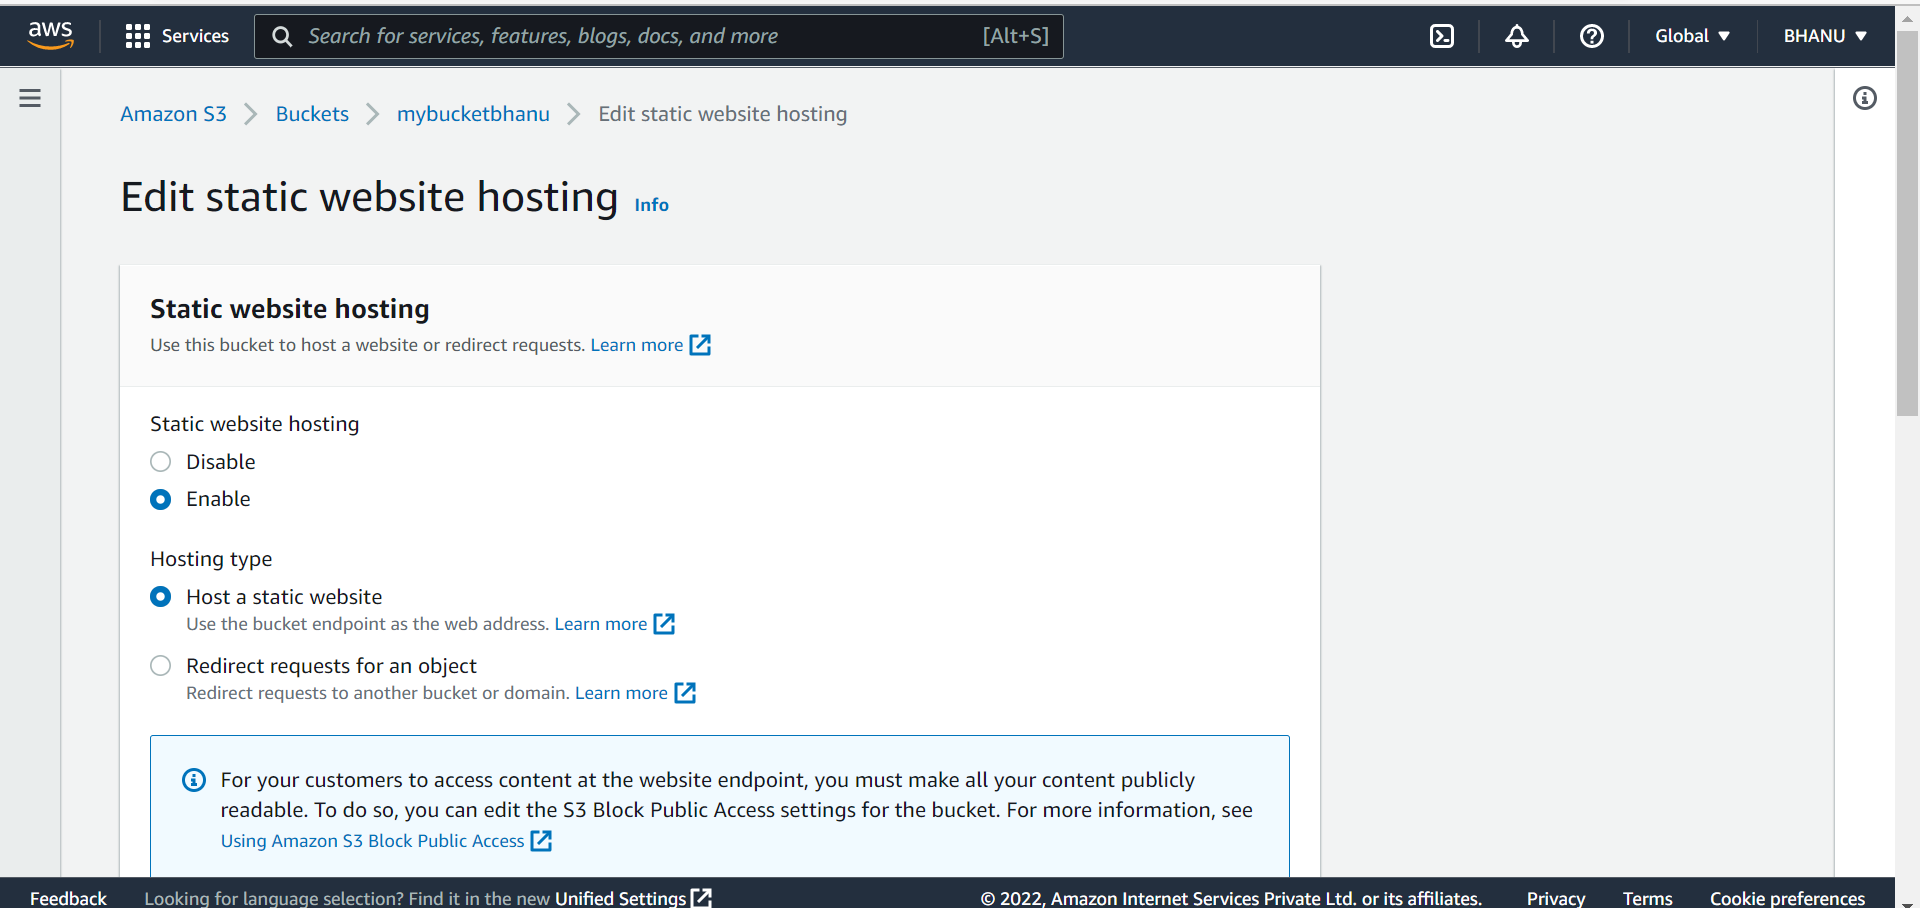 aws Services Search for services, features, blogs, docs, and more [Alt+S] Global BHANU
Amazon S3 Buckets mybucketbhanu Edit static website hosting
Edit static website hosting Info
Static website hosting
Use this bucket to host a website or redirect requests. Learn more
Static website hosting
Disable
Enable
Hosting type
Host a static website
Use the bucket endpoint as the web address. Learn more
Redirect requests for an object
Redirect requests to another bucket or domain. Learn more
For your customers to access content at the website endpoint, you must make all your content publicly
readable. To do so, you can edit the S3 Block Public Access settings for the bucket. For more information, see
Using Amazon S3 Block Public Access
Feedback Looking for language selection? Find it in the new Unified Settings © 2022, Amazon Internet Services Private Ltd. or its affiliates. Privacy Terms Cookie preferences